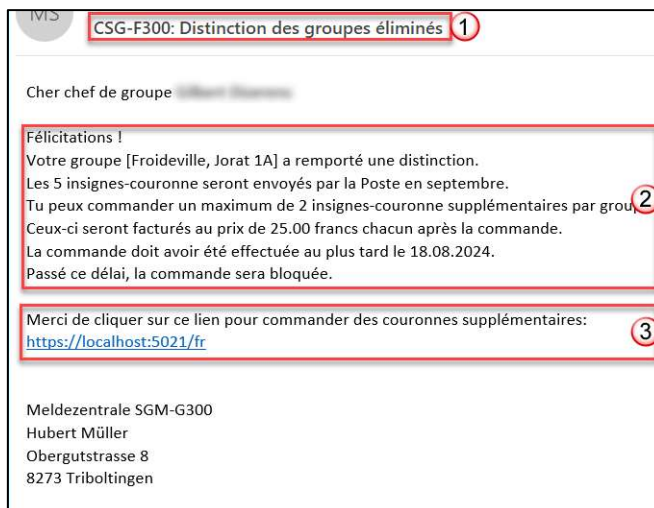 MS
CSG-F300: Distinction des groupes éliminés 1
Cher chef de groupe
Félicitations !
Votre groupe [Froideville, Jorat 1A] a remporté une distinction.
Les 5 insignes-couronne seront envoyés par la Poste en septembre.
Tu peux commander un maximum de 2 insignes-couronne supplémentaires par group 2
Ceux-ci seront facturés au prix de 25.00 francs chacun après la commande.
La commande doit avoir été effectuée au plus tard le 18.08.2024.
Passé ce délai, la commande sera bloquée.
Merci de cliquer sur ce lien pour commander des couronnes supplémentaires: 3
https://localhost:5021/fr
Meldezentrale SGM-G300
Hubert Müller
Obergutstrasse 8
8273 Triboltingen